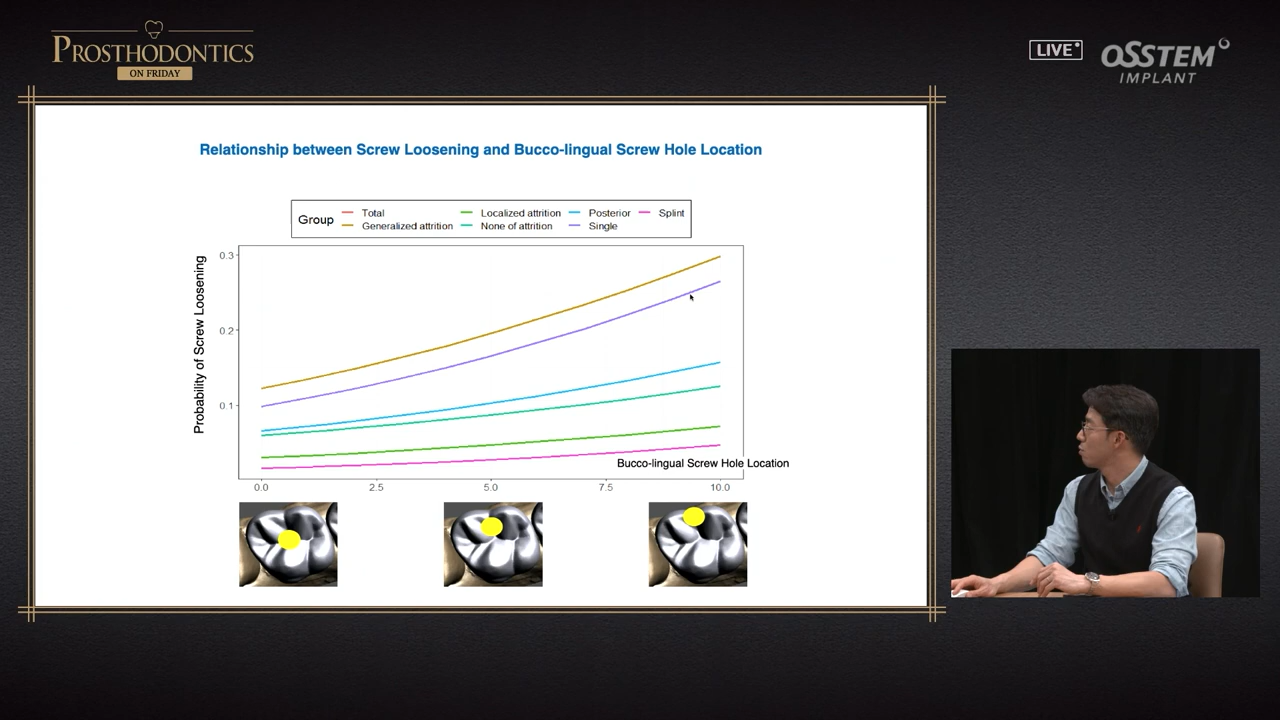 PROSTHODONTICS
ON FRIDAY
LIVE
OSSTEM
IMPLANT
Relationship between Screw Loosening and Bucco-lingual Screw Hole Location
Group
Total
Localized attrition
Posterior
Splint
Generalized attrition
None of attrition
Single
Probability of Screw Loosening
0.3
0.2
0.1
Bucco-lingual Screw Hole Location
0.0
2.5
5.0
7.5
10.0